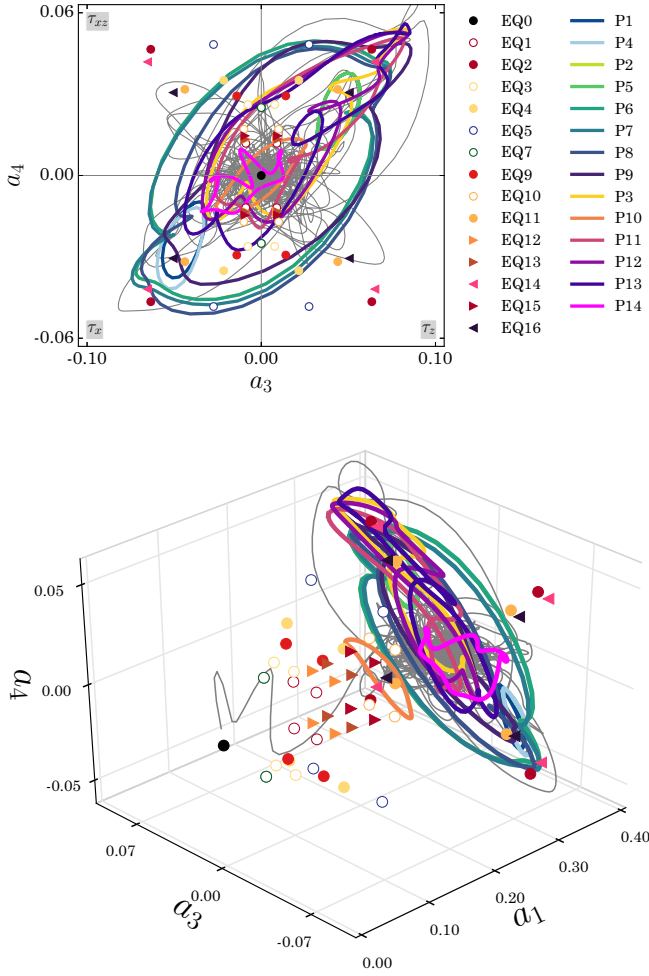 0.06
0.00
-0.06
a₄
τₓ𝓏
τₓ
τ𝓏
-0.10
0.00
0.10
a₃
EQ0
EQ1
EQ2
EQ3
EQ4
EQ5
EQ7
EQ9
EQ10
EQ11
EQ12
EQ13
EQ14
EQ15
EQ16
P1
P4
P2
P5
P6
P7
P8
P9
P3
P10
P11
P12
P13
P14
0.05
0.00
-0.05
a₄
0.07
0.00
-0.07
a₃
0.00
0.10
0.20
0.30
0.40
a₁